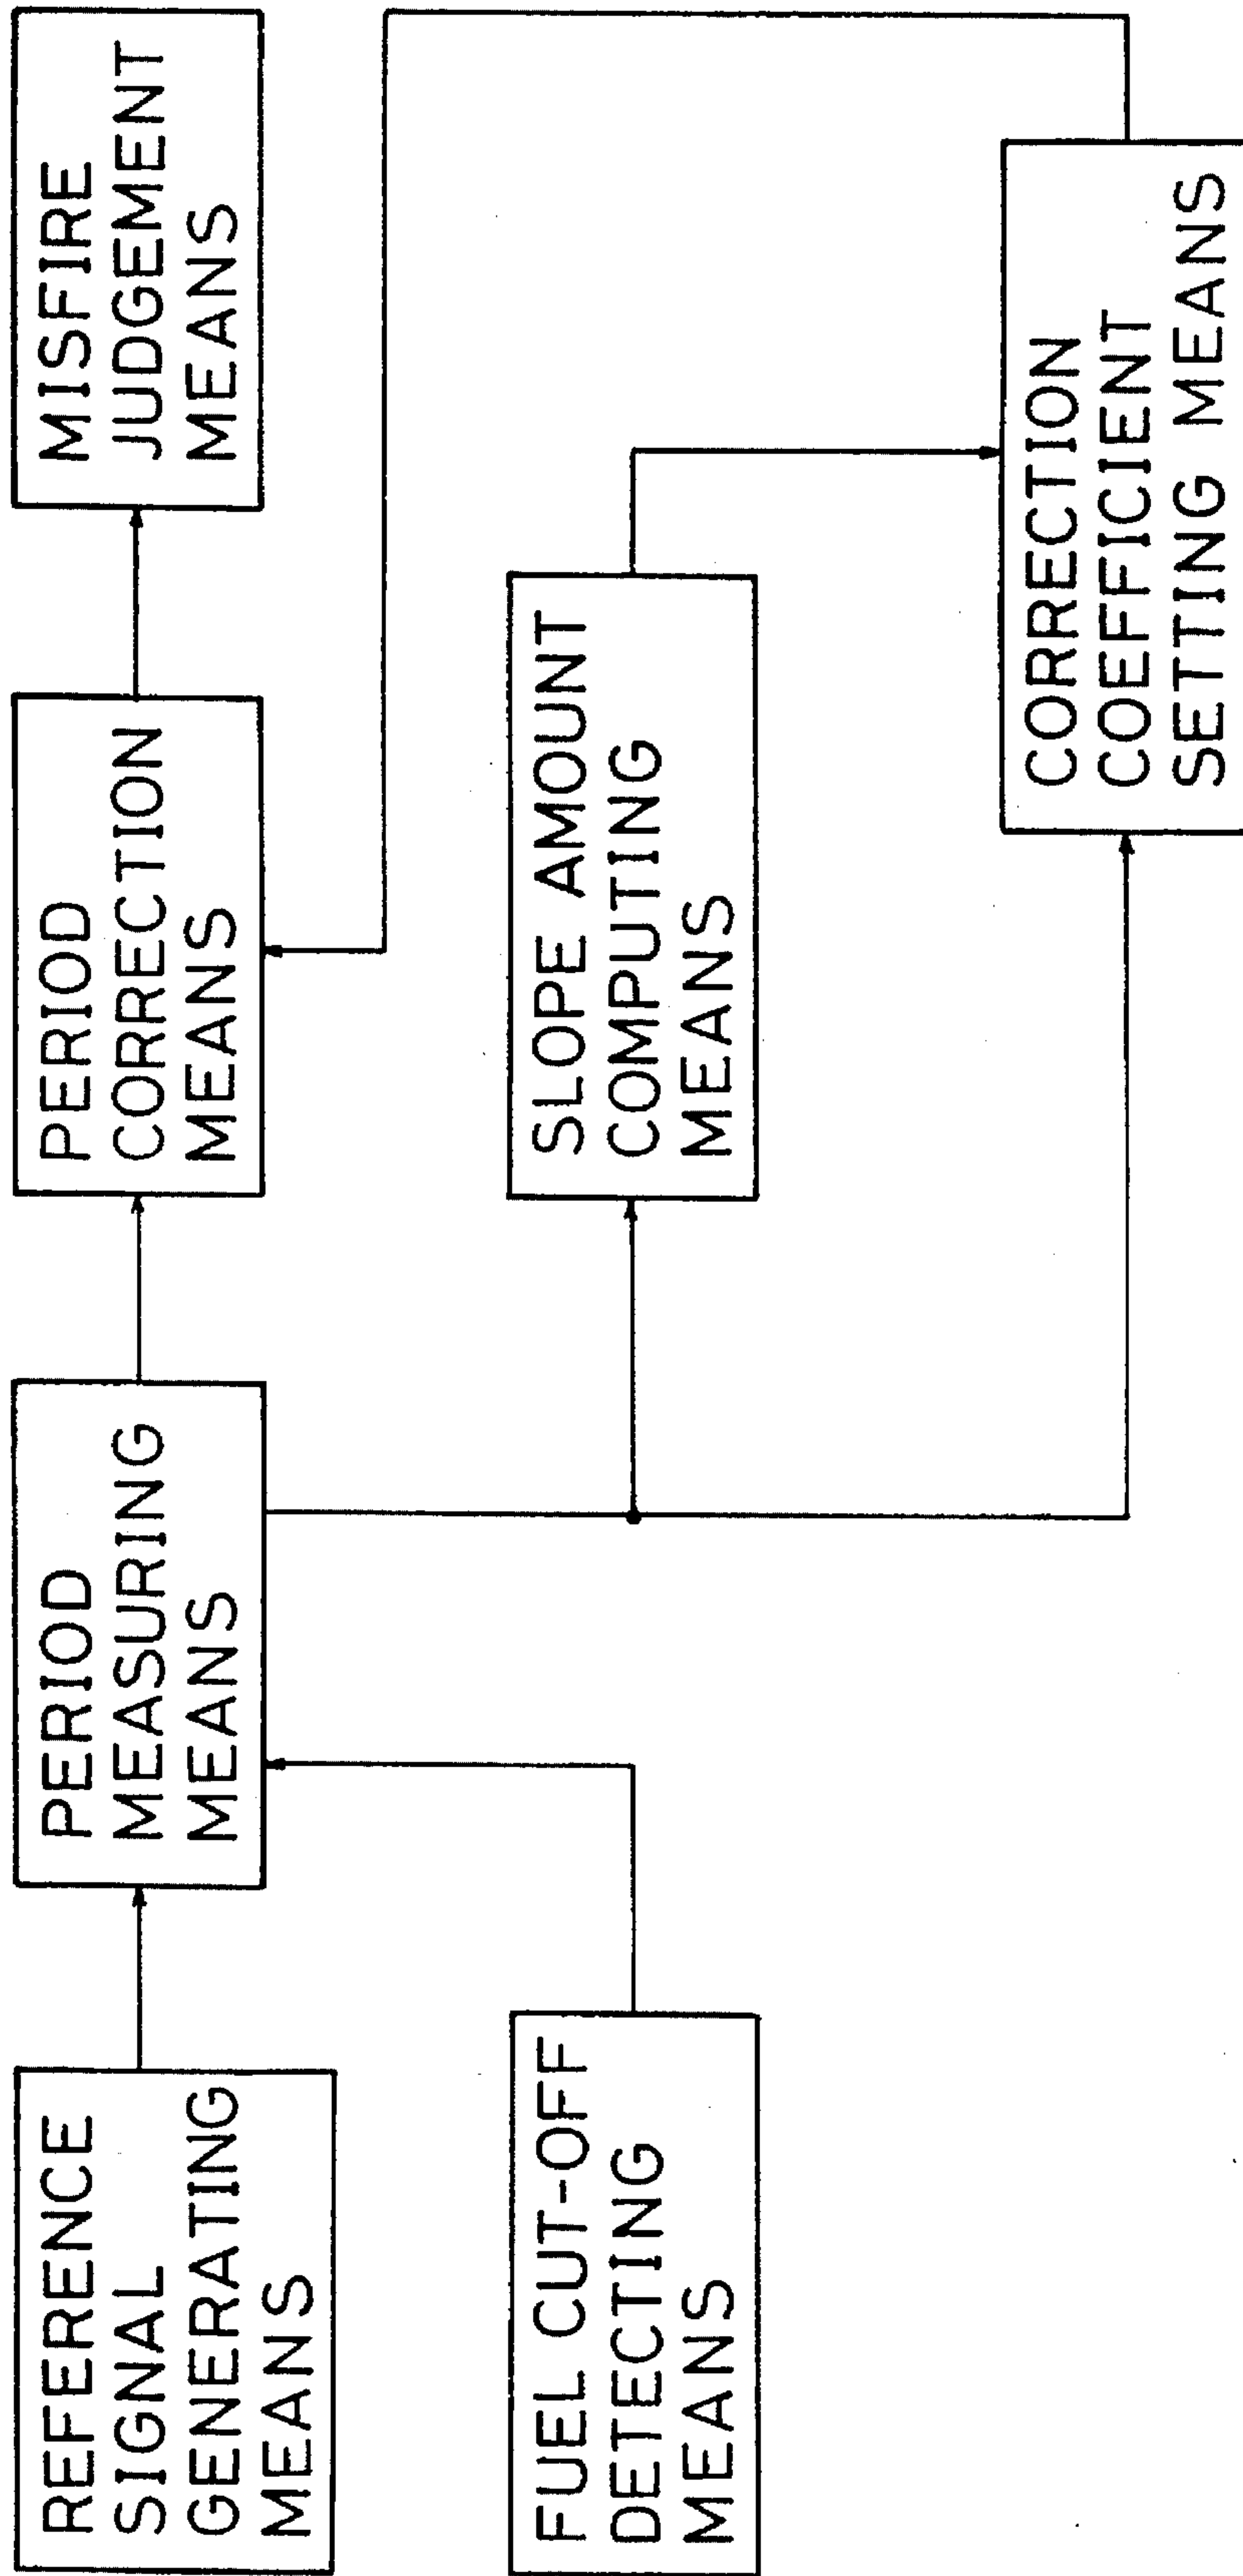 REFERENCE
SIGNAL
GENERATING
MEANS
PERIOD
MEASURING
MEANS
PERIOD
CORRECTION
MEANS
MISFIRE
JUDGEMENT
MEANS
FUEL CUT-OFF
DETECTING
MEANS
SLOPE AMOUNT
COMPUTING
MEANS
CORRECTION
COEFFICIENT
SETTING MEANS